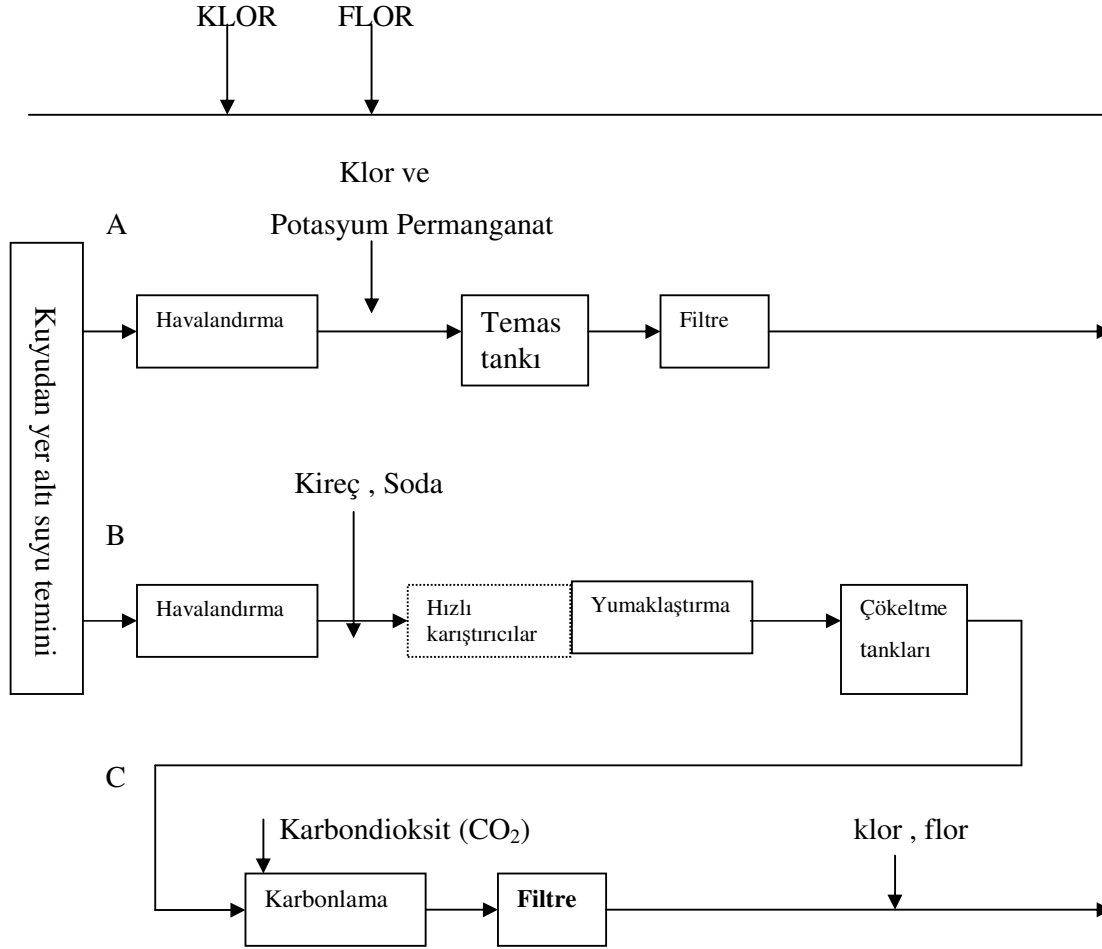 KLOR FLOR
Klor ve
Potasyum Permanganat
A
Kuyudan yer altı suyu temini
Havalandırma
Temas
tankı
Filtre
Kireç , Soda
B
Havalandırma
Hızlı
karıştırıcılar
Yumaklaştırma
Çökeltme
tankları
C
Karbondioksit (CO₂)
klor , flor
Karbonlama
Filtre